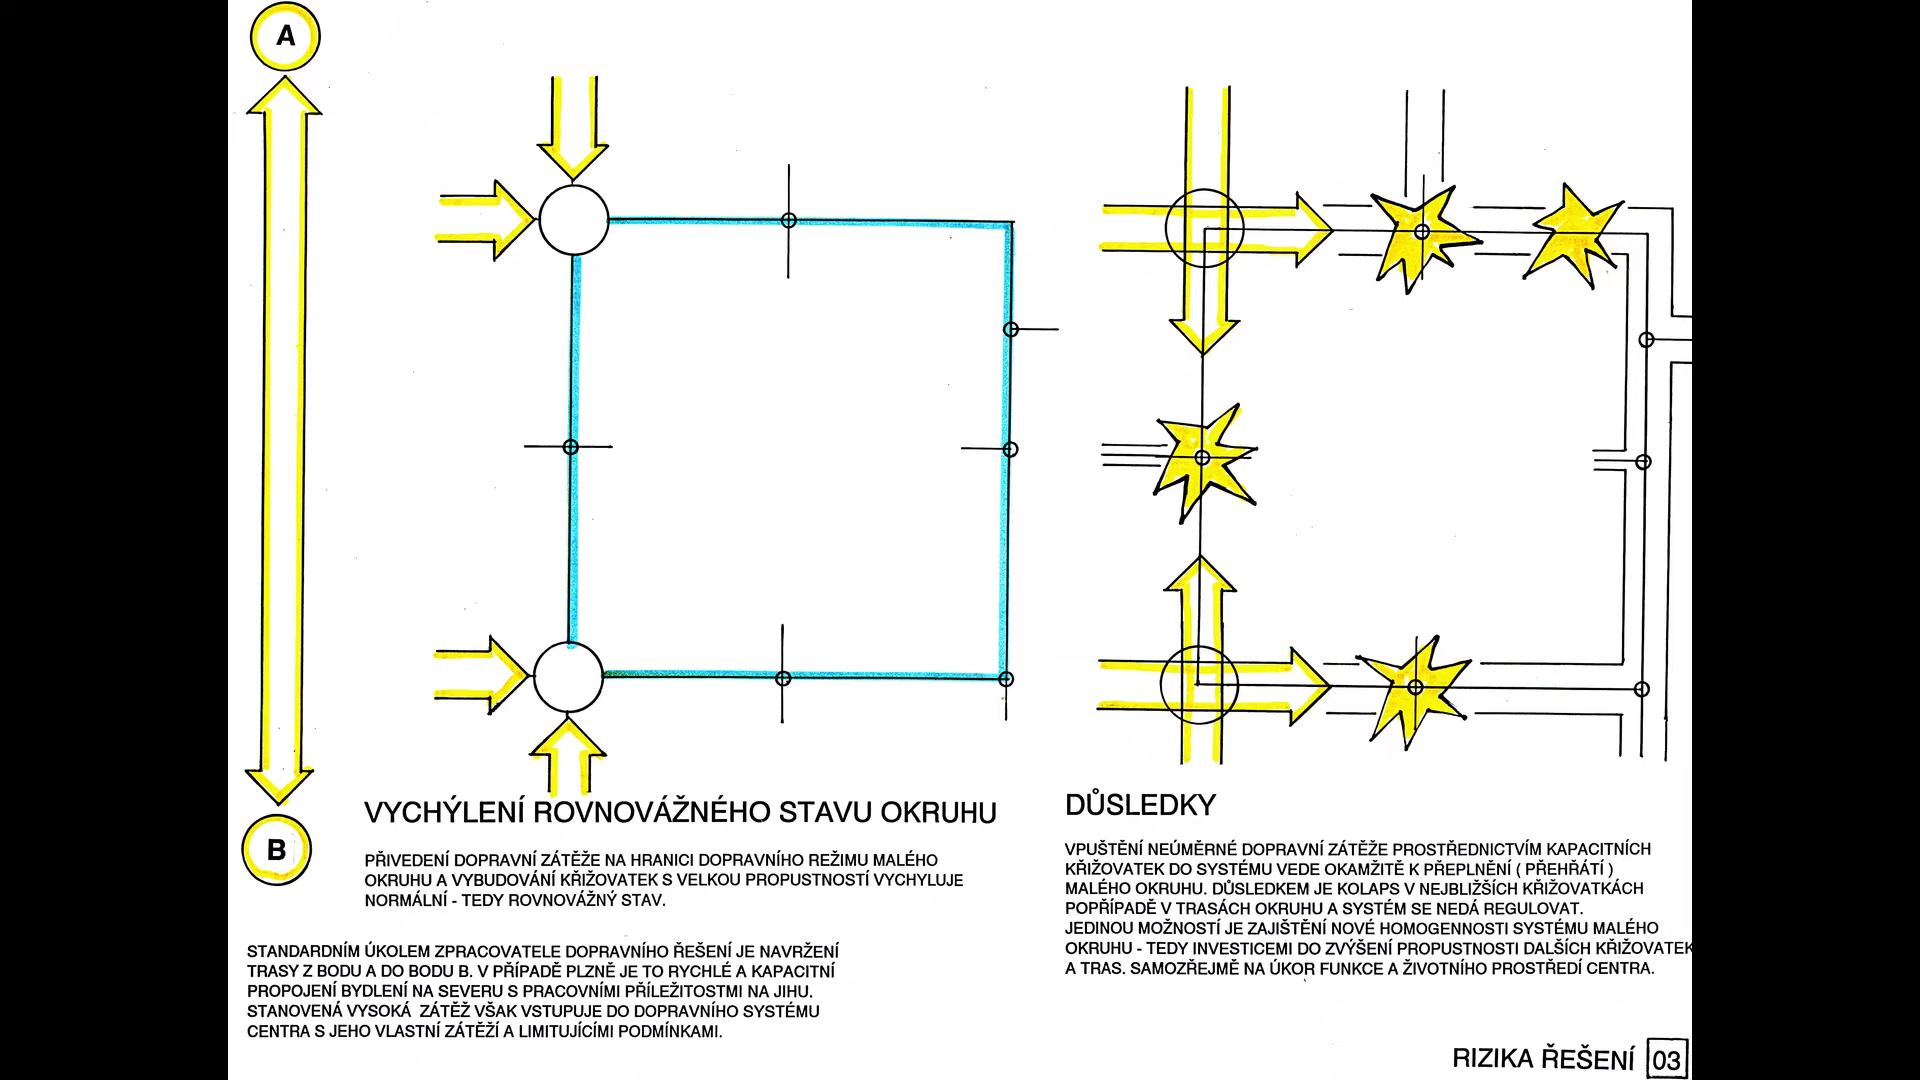 A
B
VYCHÝLENÍ ROVNOVÁŽNÉHO STAVU OKRUHU
PŘIVEDENÍ DOPRAVNÍ ZÁTĚŽE NA HRANICI DOPRAVNÍHO REŽIMU MALÉHO
OKRUHU A VYBUDOVÁNÍ KŘIŽOVATEK S VELKOU PROPUSTNOSTÍ VYCHYLUJE
NORMÁLNÍ - TEDY ROVNOVÁŽNÝ STAV.
STANDARDNÍM ÚKOLEM ZPRACOVATELE DOPRAVNÍHO ŘEŠENÍ JE NAVRŽENÍ
TRASY Z BODU A DO BODU B. V PŘÍPADĚ PLZNĚ JE TO RYCHLÉ A KAPACITNÍ
PROPOJENÍ BYDLENÍ NA SEVERU S PRACOVNÍMI PŘÍLEŽITOSTMI NA JIHU.
STANOVENÁ VYSOKÁ ZÁTĚŽ VŠAK VSTUPUJE DO DOPRAVNÍHO SYSTÉMU
CENTRA S JEHO VLASTNÍ ZÁTĚŽÍ A LIMITUJÍCÍMI PODMÍNKAMI.
DŮSLEDKY
VPUŠTĚNÍ NEÚMĚRNÉ DOPRAVNÍ ZÁTĚŽE PROSTŘEDNICTVÍM KAPACITNÍCH
KŘIŽOVATEK DO SYSTÉMU VEDE OKAMŽITĚ K PŘEPLNĚNÍ ( PŘEHŘÁTÍ )
MALÉHO OKRUHU. DŮSLEDKEM JE KOLAPS V NEJBLIŽŠÍCH KŘIŽOVATKÁCH
POPŘÍPADĚ V TRASÁCH OKRUHU A SYSTÉM SE NEDÁ REGULOVAT.
JEDINOU MOŽNOSTÍ JE ZAJIŠTĚNÍ NOVÉ HOMOGENNOSTI SYSTÉMU MALÉHO
OKRUHU - TEDY INVESTICEMI DO ZVÝŠENÍ PROPUSTNOSTI DALŠÍCH KŘIŽOVATEK
A TRAS. SAMOZŘEJMĚ NA ÚKOR FUNKCE A ŽIVOTNÍHO PROSTŘEDÍ CENTRA.
RIZIKA ŘEŠENÍ 03